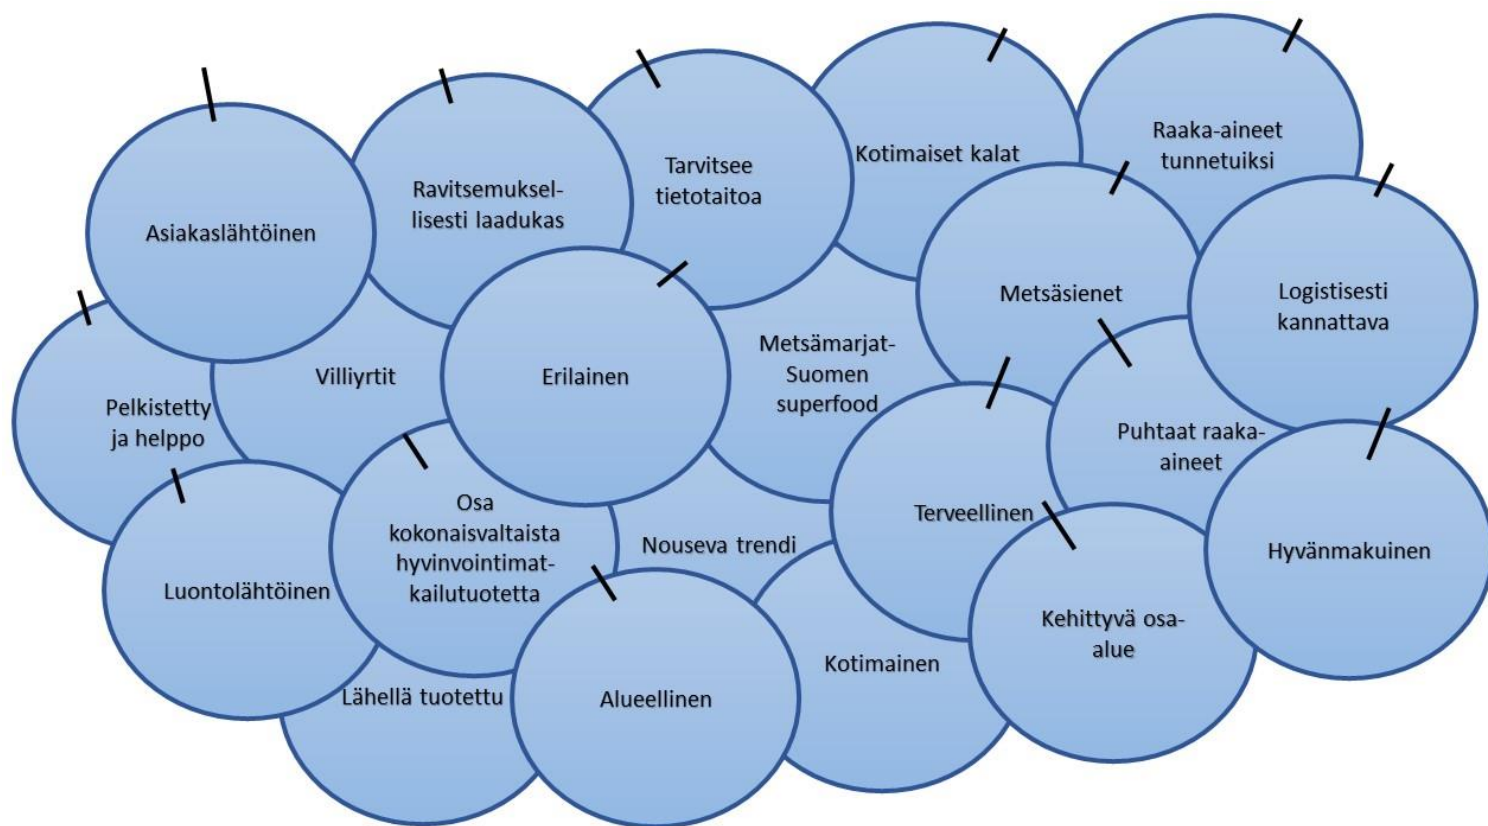 Asiakaslähtöinen
Ravitsemuksel-
lisesti laadukas
Tarvitsee
tietotaitoa
Kotimaiset kalat
Raaka-aineet
tunnetuiksi
Pelkistetty
ja helppo
Villiyrtit
Erilainen
Metsämarjat-
Suomen
superfood
Metsäsienet
Logistisesti
kannattava
Puhtaat raaka-
aineet
Luontolähtöinen
Osa
kokonaisvaltaista
hyvinvointimat-
kailutuotetta
Nouseva trendi
Terveellinen
Hyvänmakuinen
Lähellä tuotettu
Alueellinen
Kotimainen
Kehittyvä osa-
alue